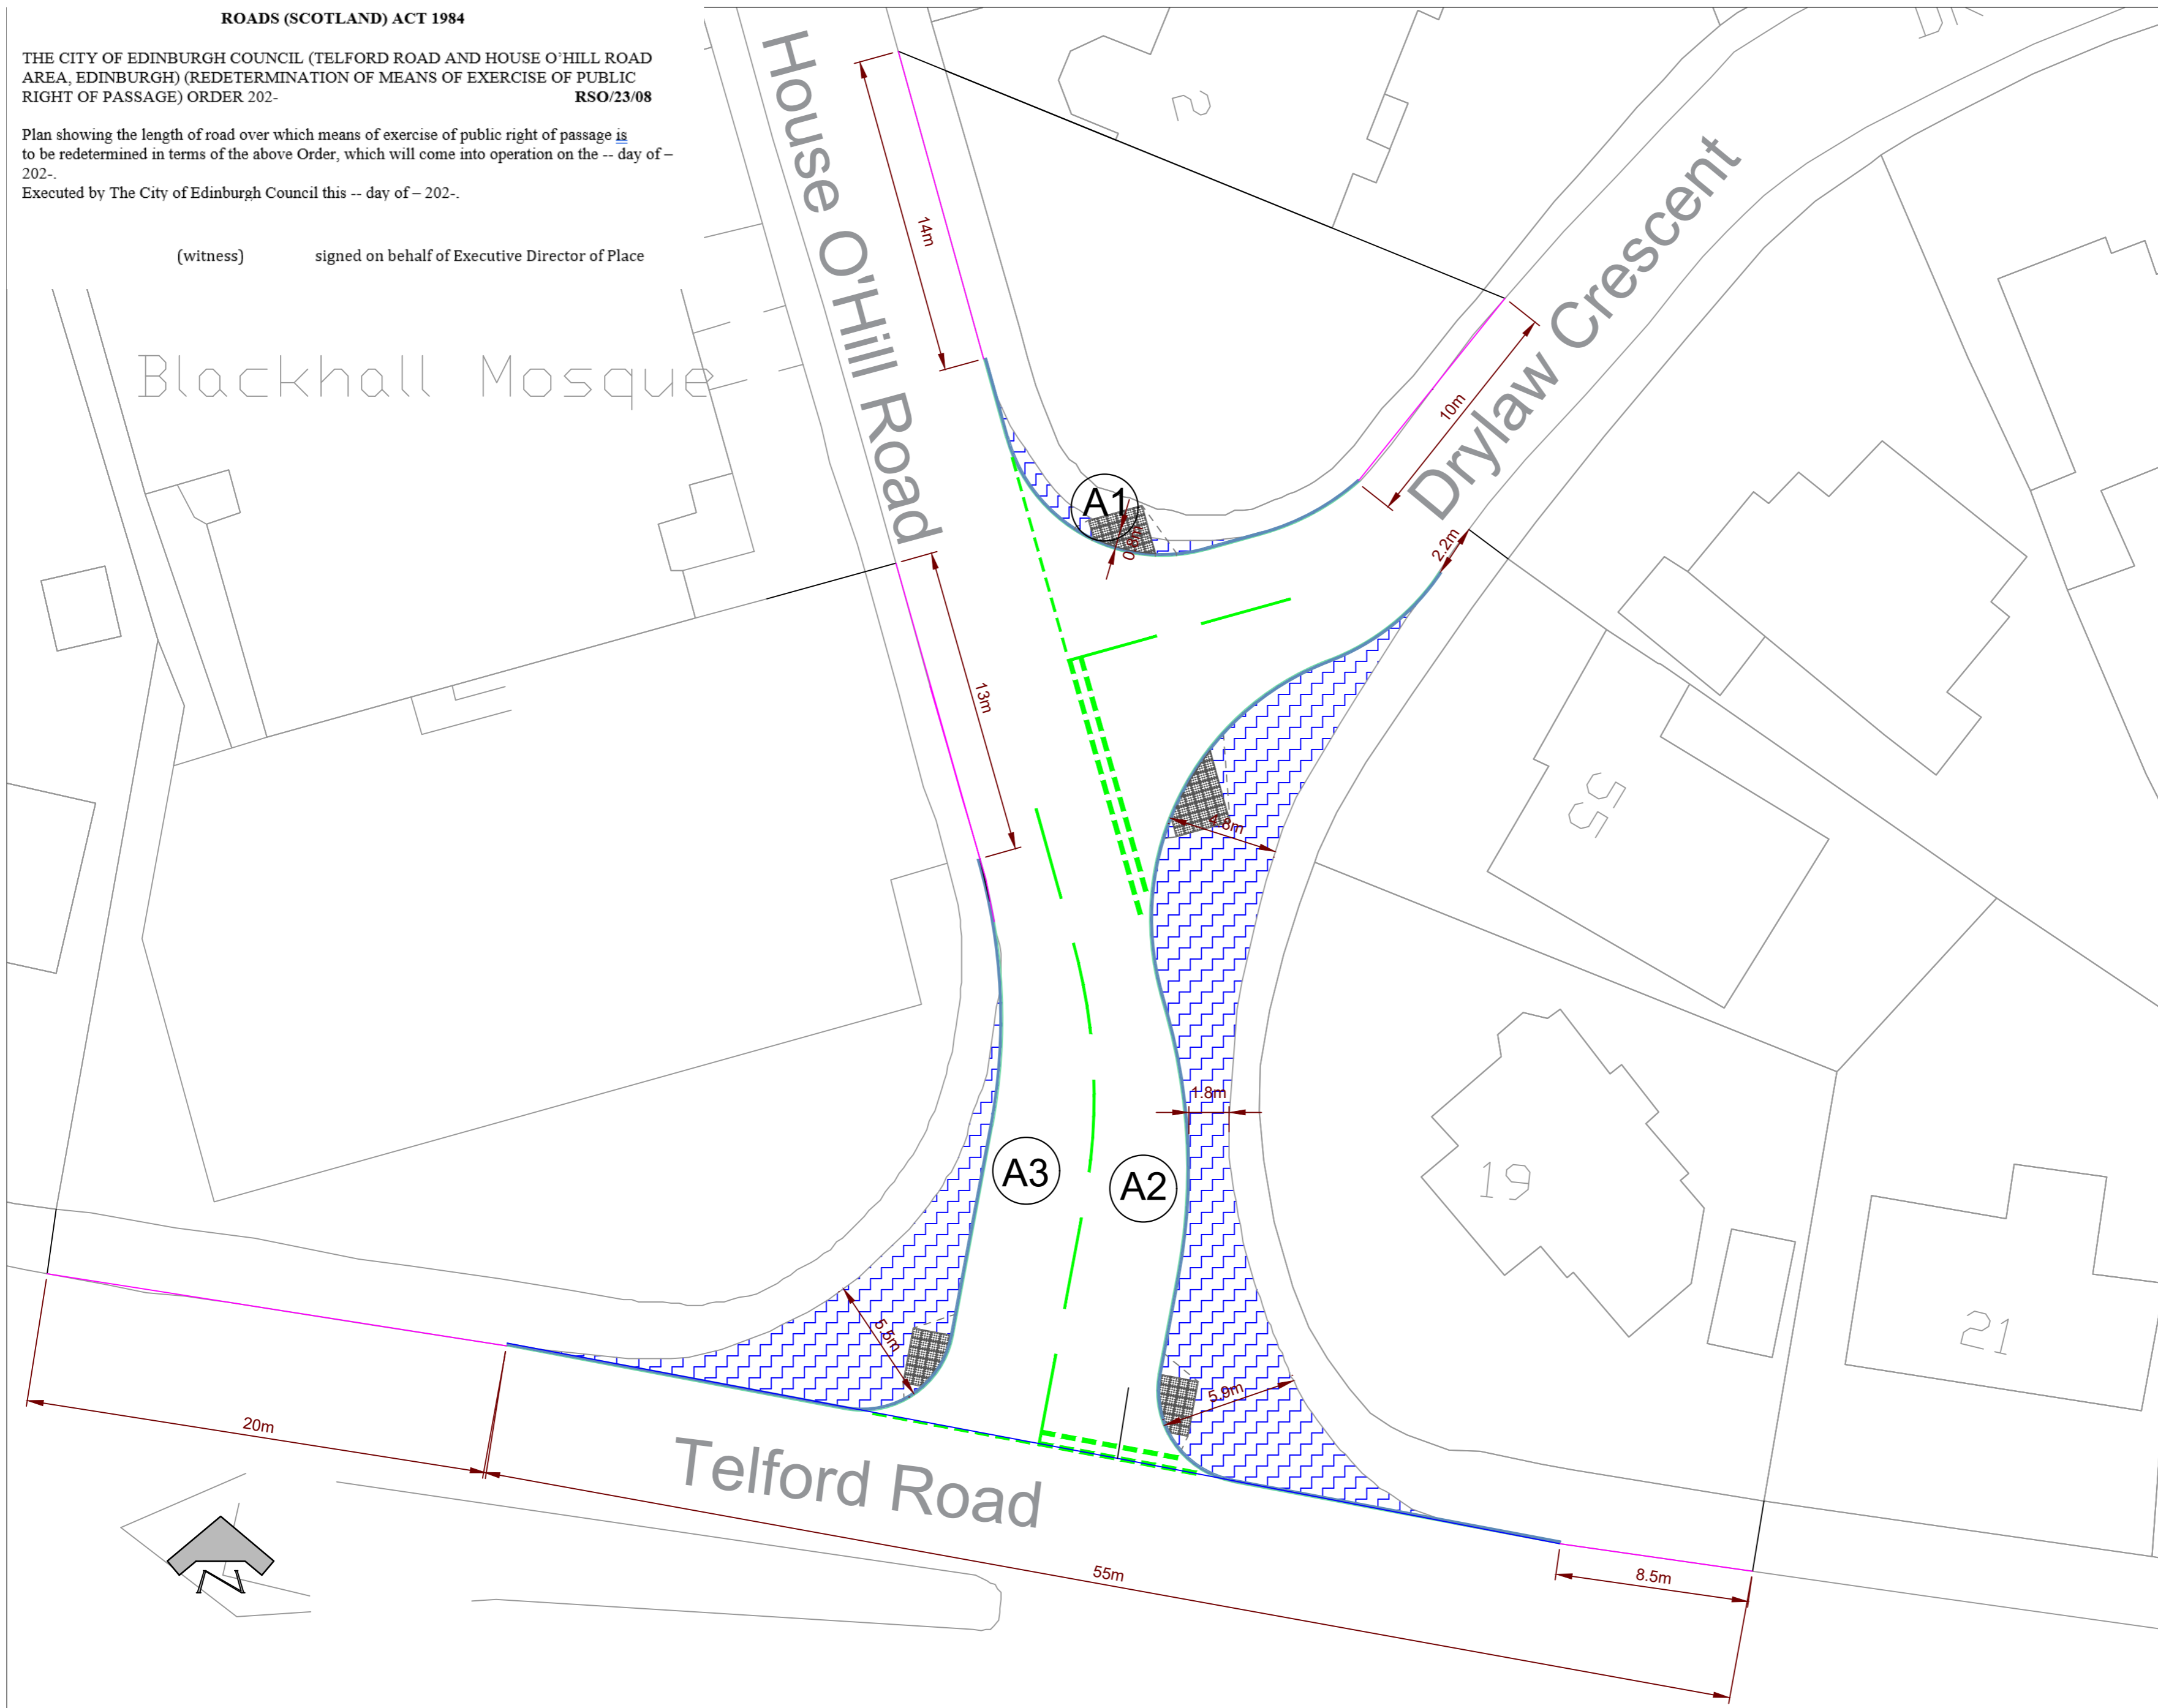 ROADS (SCOTLAND) ACT 1984
THE CITY OF EDINBURGH COUNCIL (TELFORD ROAD AND HOUSE O'HILL ROAD
AREA, EDINBURGH) (REDETERMINATION OF MEANS OF EXERCISE OF PUBLIC
RIGHT OF PASSAGE) ORDER 202- RSO/23/08
Plan showing the length of road over which means of exercise of public right of passage is
to be redetermined in terms of the above Order, which will come into operation on the -- day of –
202-.
Executed by The City of Edinburgh Council this -- day of – 202-.
(witness) signed on behalf of Executive Director of Place
House O'Hill Road
2
14m
Drylaw Crescent
Blackhall Mosque
10m
A1
0.8m
2.2m
13m
55
4.8m
1.8m
A3
A2
19
21
5.5m
5.9m
20m
Telford Road
55m
8.5m
N